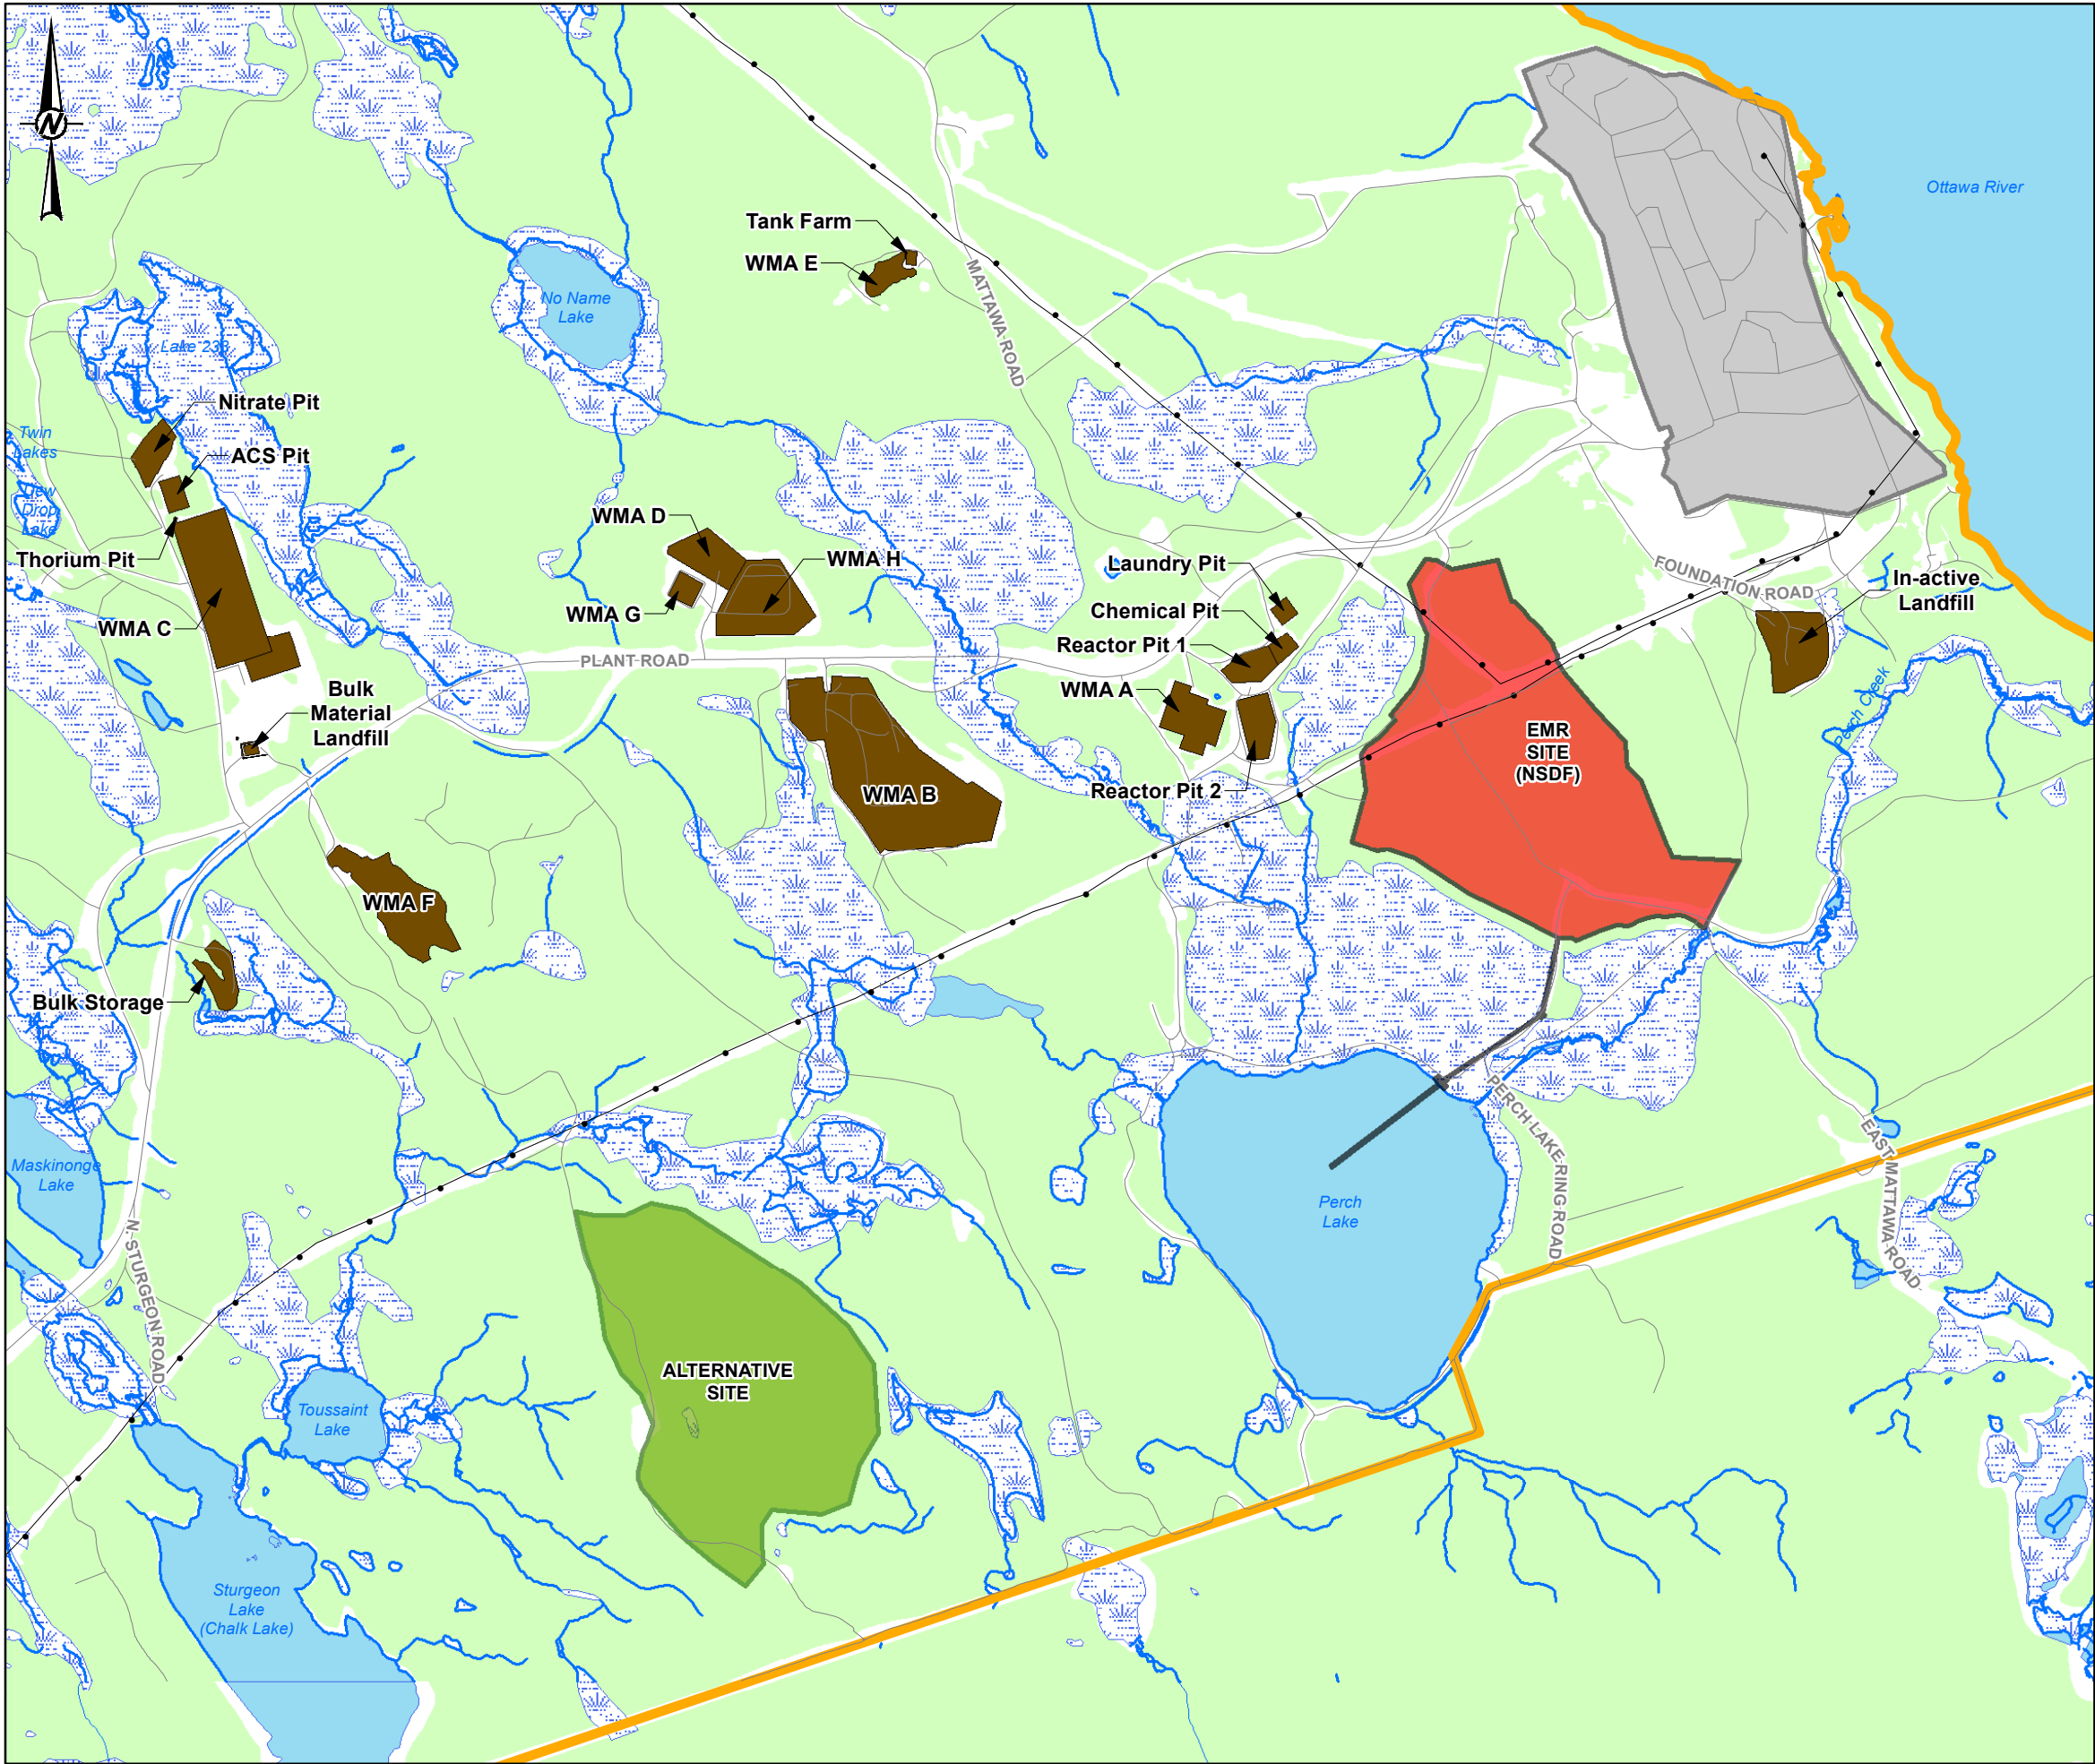 N
Ottawa River
Tank Farm
WMA E
MATTAWA ROAD
No Name
Lake
Lake 233
Nitrate Pit
Twin
Lakes
ACS Pit
Dew
Drop
Lake
WMA D
Thorium Pit
WMA H
Laundry Pit
FOUNDATION ROAD
In-active
Landfill
WMA G
Chemical Pit
WMA C
Reactor Pit 1
PLANT ROAD
WMA A
Bulk
Material
Landfill
Perch Creek
EMR
SITE
(NSDF)
WMA B
Reactor Pit 2
WMA F
Bulk Storage
PERCH LAKE RING ROAD
EAST MATTAWA ROAD
Maskinonge
Lake
Perch
Lake
N STURGEON ROAD
ALTERNATIVE
SITE
Toussaint
Lake
Sturgeon
Lake
(Chalk Lake)